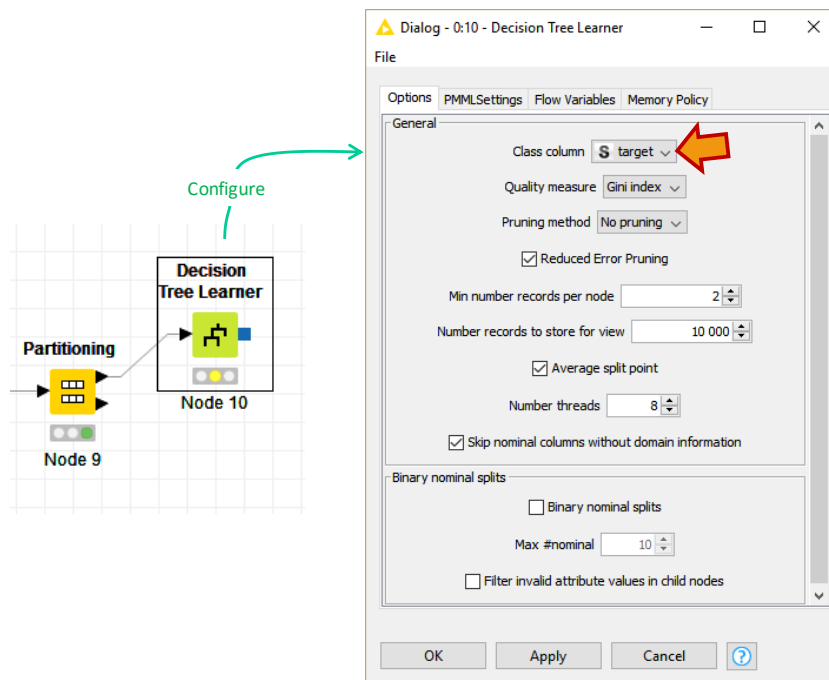 Dialog - 0:10 - Decision Tree Learner
File
Options PMMLSettings Flow Variables Memory Policy
General
Class column S target
Quality measure Gini index
Pruning method No pruning
Reduced Error Pruning
Min number records per node 2
Number records to store for view 10 000
Average split point
Number threads 8
Skip nominal columns without domain information
Binary nominal splits
Binary nominal splits
Max #nominal 10
Filter invalid attribute values in child nodes
OK Apply Cancel ?
Configure
Decision
Tree Learner
Partitioning
Node 10
Node 9